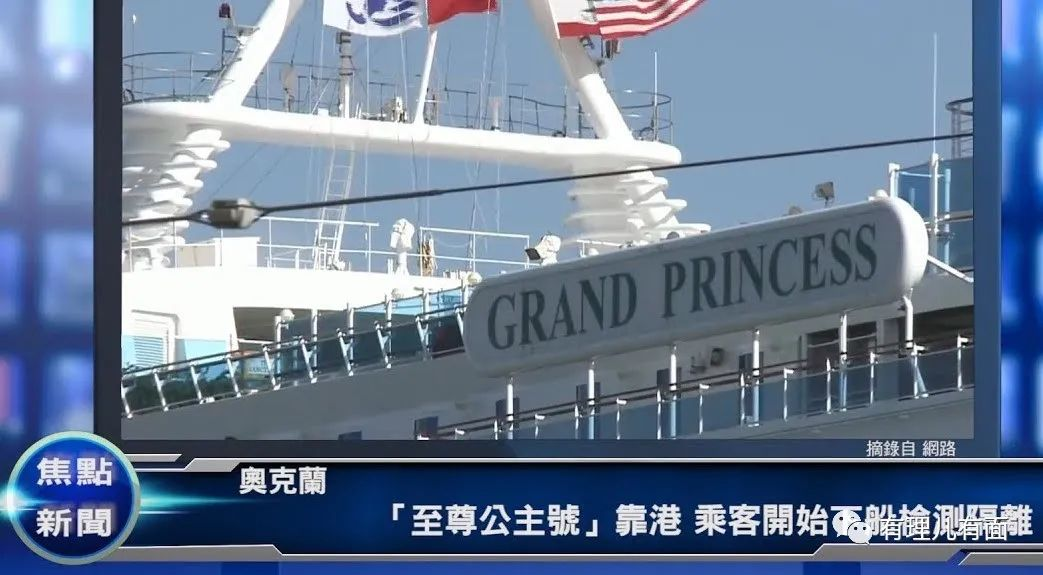 GRAND PRINCESS
摘錄自 網路
焦點
新聞
奧克蘭
「至尊公主號」靠港 乘客開始下船檢測隔離
有理儿有面